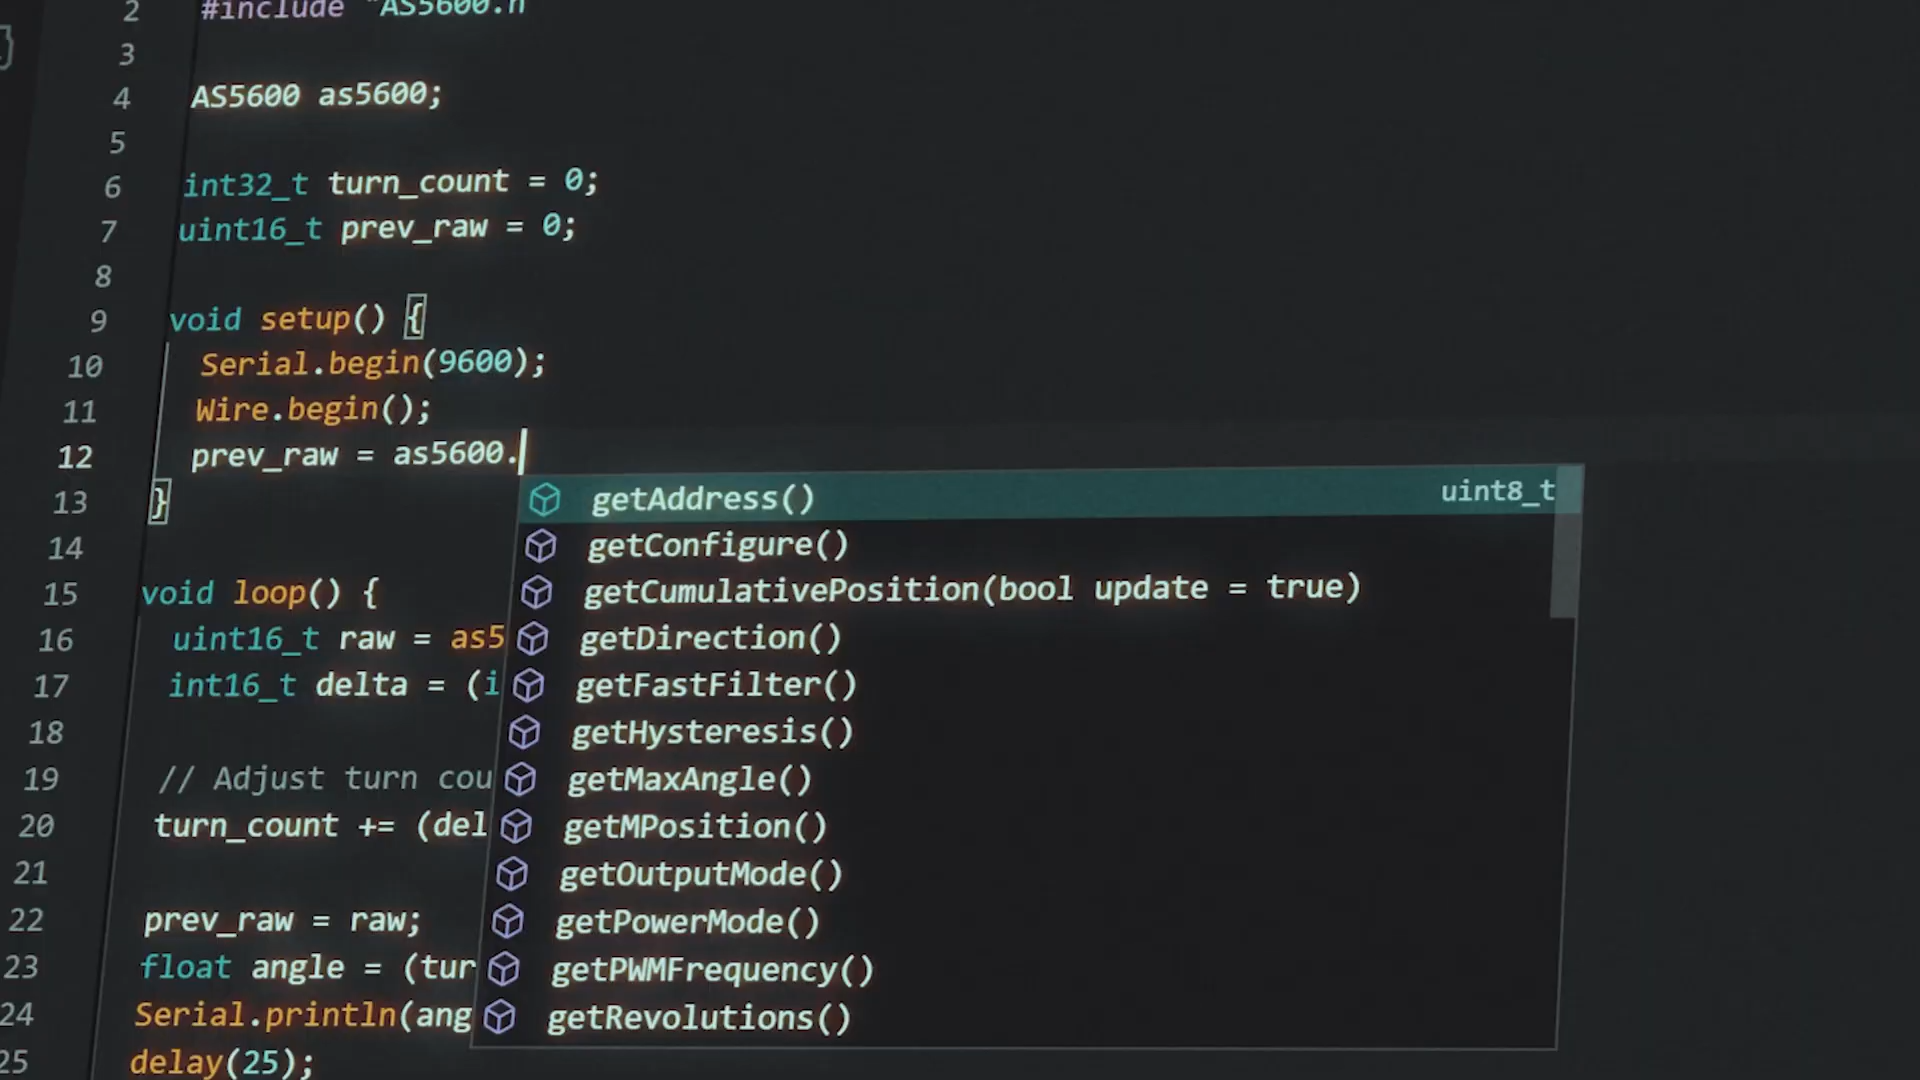 2 #include "AS5600.h
3
4 AS5600 as5600;
5
6 int32_t turn_count = 0;
7 uint16_t prev_raw = 0;
8
9 void setup() {
10 Serial.begin(9600);
11 Wire.begin();
12 prev_raw = as5600.
13 }
getAddress() uint8_t
getConfigure()
getCumulativePosition(bool update = true)
getDirection()
getFastFilter()
getHysteresis()
getMaxAngle()
getMPosition()
getOutputMode()
getPowerMode()
getPWMFrequency()
getRevolutions()
14
15 void loop() {
16 uint16_t raw = as5
17 int16_t delta = (i
18
19 // Adjust turn cou
20 turn_count += (del
21
22 prev_raw = raw;
23 float angle = (tur
24 Serial.println(ang
25 delay(25);